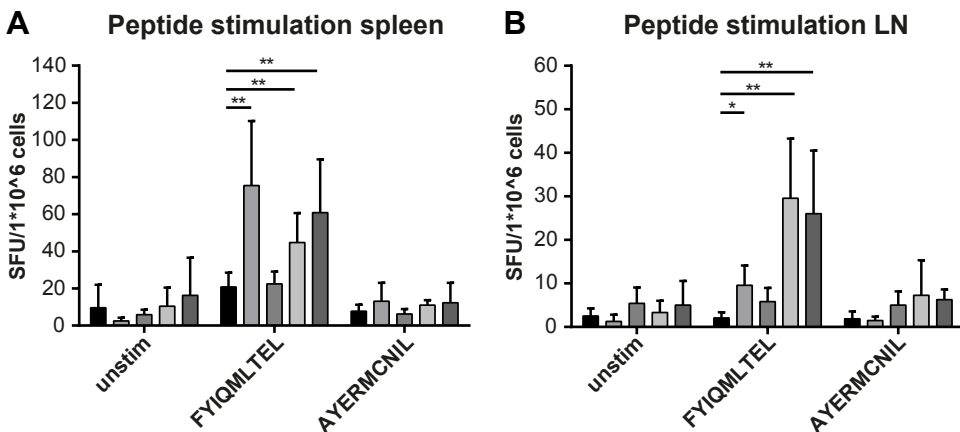 A
Peptide stimulation spleen
SFU/1*10^6 cells
140
120
100
80
60
40
20
0
**
**
**
unstim
FYIQMLTEL
AYERMCNIL
B
Peptide stimulation LN
SFU/1*10^6 cells
60
50
40
30
20
10
0
**
**
*
unstim
FYIQMLTEL
AYERMCNIL